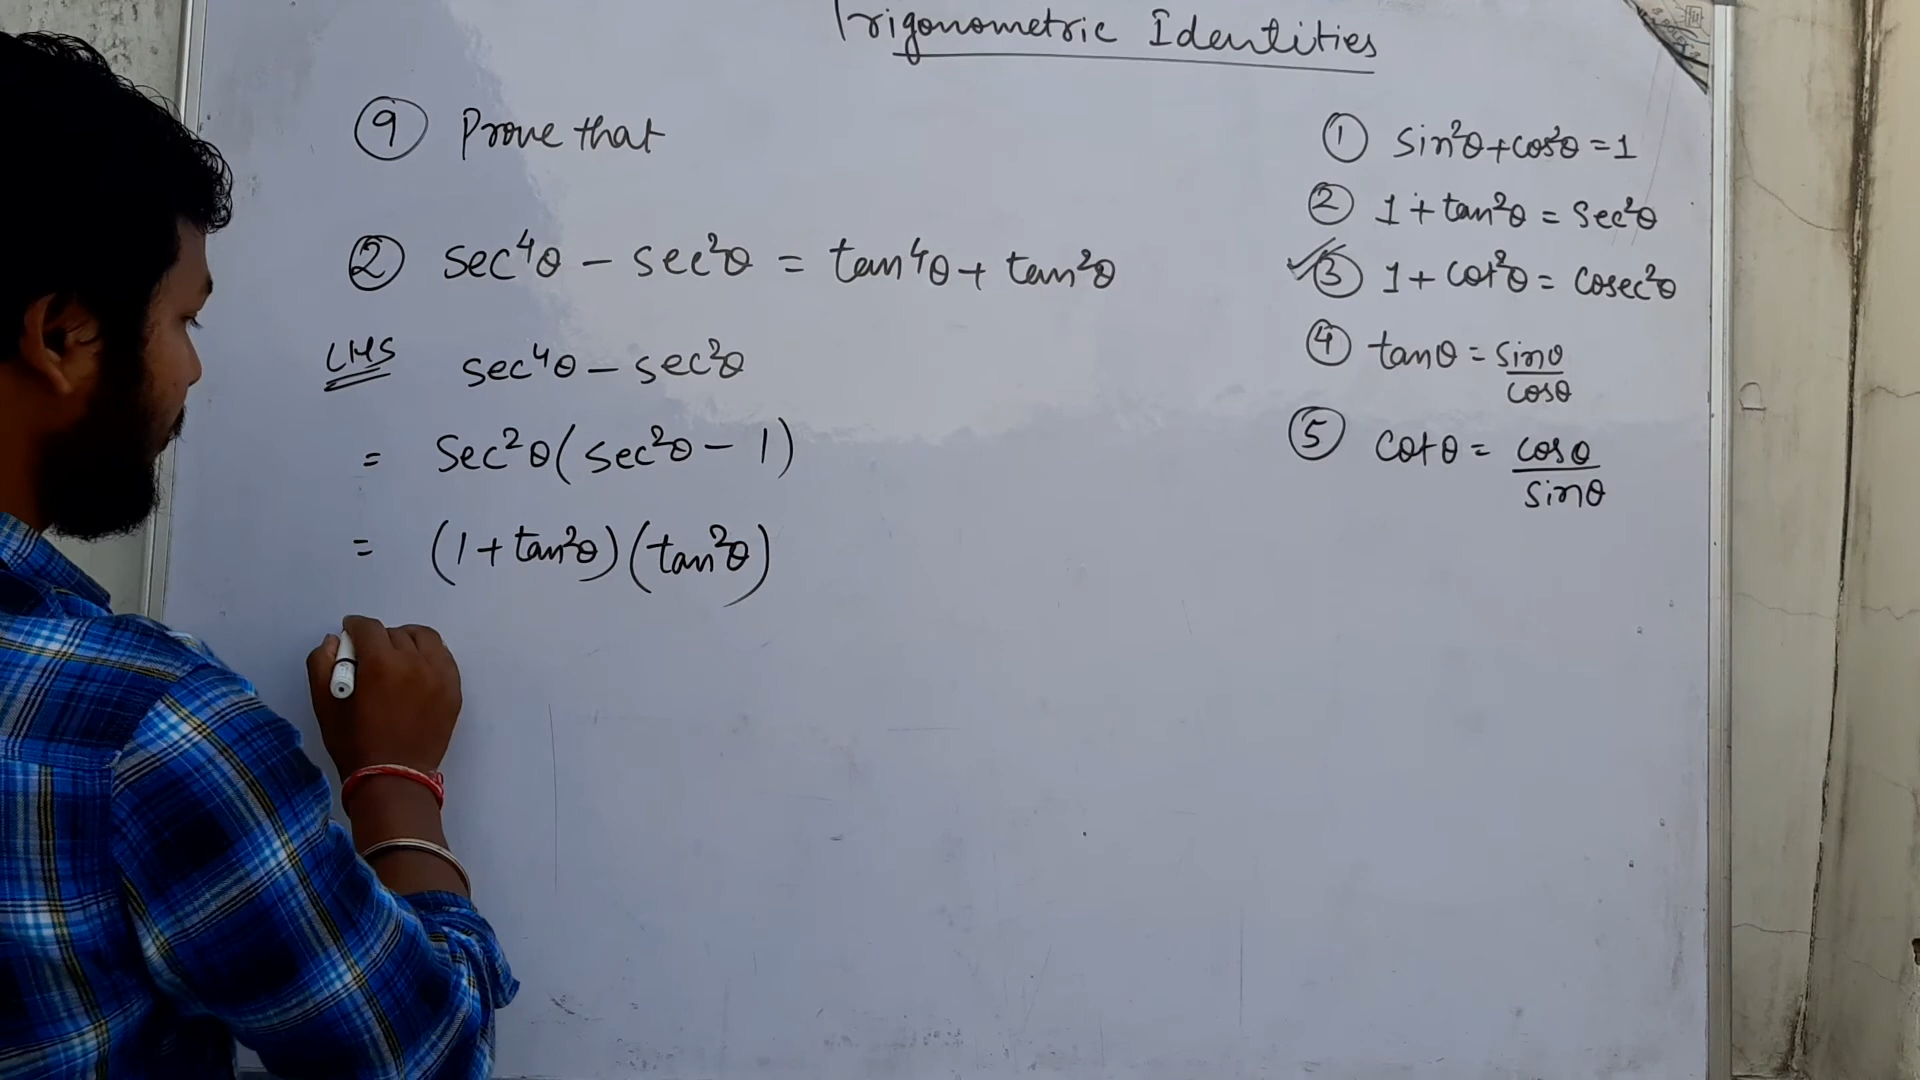 Trigonometric Identities
⑨ Prove that
② sec⁴θ - sec²θ = tan⁴θ + tan²θ
LHS sec⁴θ - sec²θ
= Sec²θ(sec²θ - 1)
= (1 + tan²θ)(tan²θ)
① Sin²θ + cos²θ = 1
② 1 + tan²θ = Sec²θ
✓③ 1 + cot²θ = cosec²θ
④ tanθ = sinθ/cosθ
⑤ cotθ = cosθ/sinθ